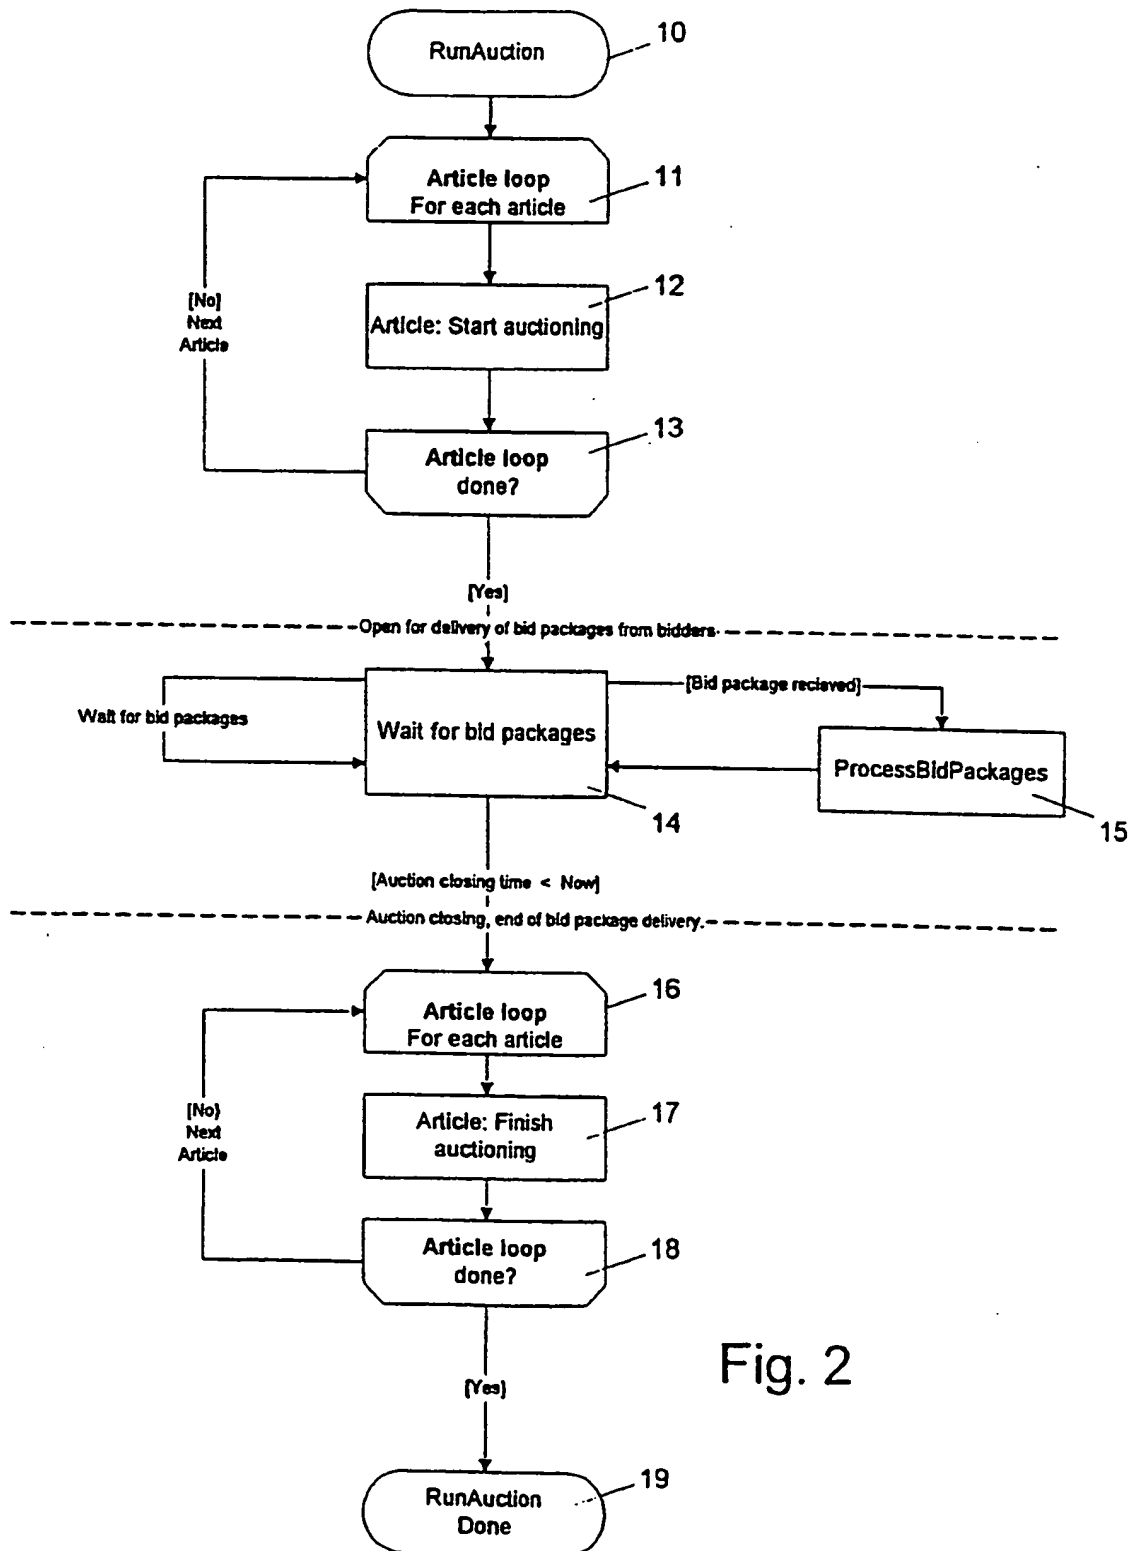 RunAuction
10
Article loop
For each article
11
Article: Start auctioning
12
[No]
Next
Article
Article loop
done?
13
[Yes]
Open for delivery of bid packages from bidders
Wait for bid packages
Wait for bid packages
14
[Bid package recieved]
ProcessBidPackages
15
[Auction closing time < Now]
Auction closing, end of bid package delivery.
Article loop
For each article
16
Article: Finish
auctioning
17
[No]
Next
Article
Article loop
done?
18
[Yes]
Fig. 2
RunAuction
Done
19